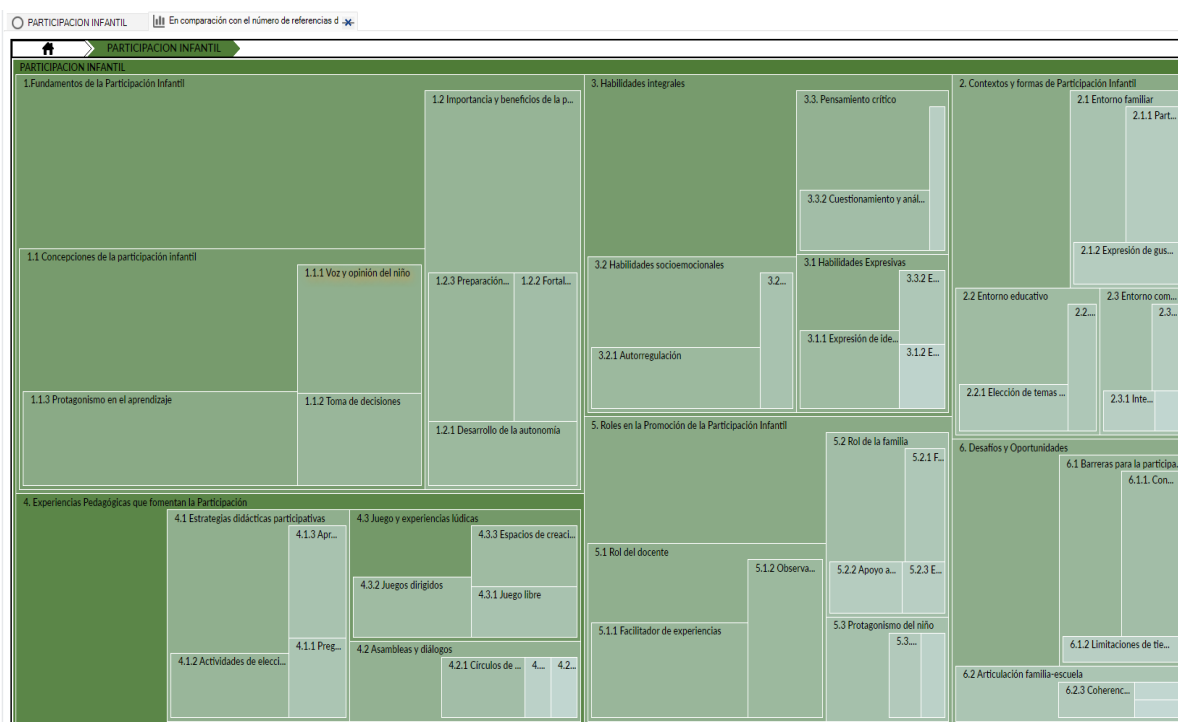 PARTICIPACION INFANTIL
En comparación con el número de referencias d
PARTICIPACION INFANTIL
PARTICIPACION INFANTIL
1.Fundamentos de la Participación Infantil
1.2 Importancia y beneficios de la p...
1.1 Concepciones de la participación infantil
1.1.1 Voz y opinión del niño
1.2.3 Preparación...
1.2.2 Fortal...
1.1.3 Protagonismo en el aprendizaje
1.1.2 Toma de decisiones
1.2.1 Desarrollo de la autonomía
3. Habilidades integrales
3.3. Pensamiento crítico
3.3.2 Cuestionamiento y anál...
3.2 Habilidades socioemocionales
3.2...
3.1 Habilidades Expresivas
3.3.2 E...
3.2.1 Autorregulación
3.1.1 Expresión de ide...
3.1.2 E...
2. Contextos y formas de Participación Infantil
2.1 Entorno familiar
2.1.1 Part...
2.1.2 Expresión de gus...
2.2 Entorno educativo
2.2....
2.3 Entorno com...
2.3...
2.2.1 Elección de temas ...
2.3.1 Inte...
4. Experiencias Pedagógicas que fomentan la Participación
4.1 Estrategias didácticas participativas
4.1.3 Apr...
4.3 Juego y experiencias lúdicas
4.3.3 Espacios de creaci...
4.3.2 Juegos dirigidos
4.3.1 Juego libre
4.1.2 Actividades de elecci...
4.1.1 Preg...
4.2 Asambleas y diálogos
4.2.1 Círculos de ...
4....
4.2...
5. Roles en la Promoción de la Participación Infantil
5.2 Rol de la familia
5.2.1 F...
5.1 Rol del docente
5.1.2 Observa...
5.2.2 Apoyo a...
5.2.3 E...
5.1.1 Facilitador de experiencias
5.3 Protagonismo del niño
5.3....
6. Desafíos y Oportunidades
6.1 Barreras para la participa.
6.1.1. Con...
6.1.2 Limitaciones de tie...
6.2 Articulación familia-escuela
6.2.3 Coherenc...